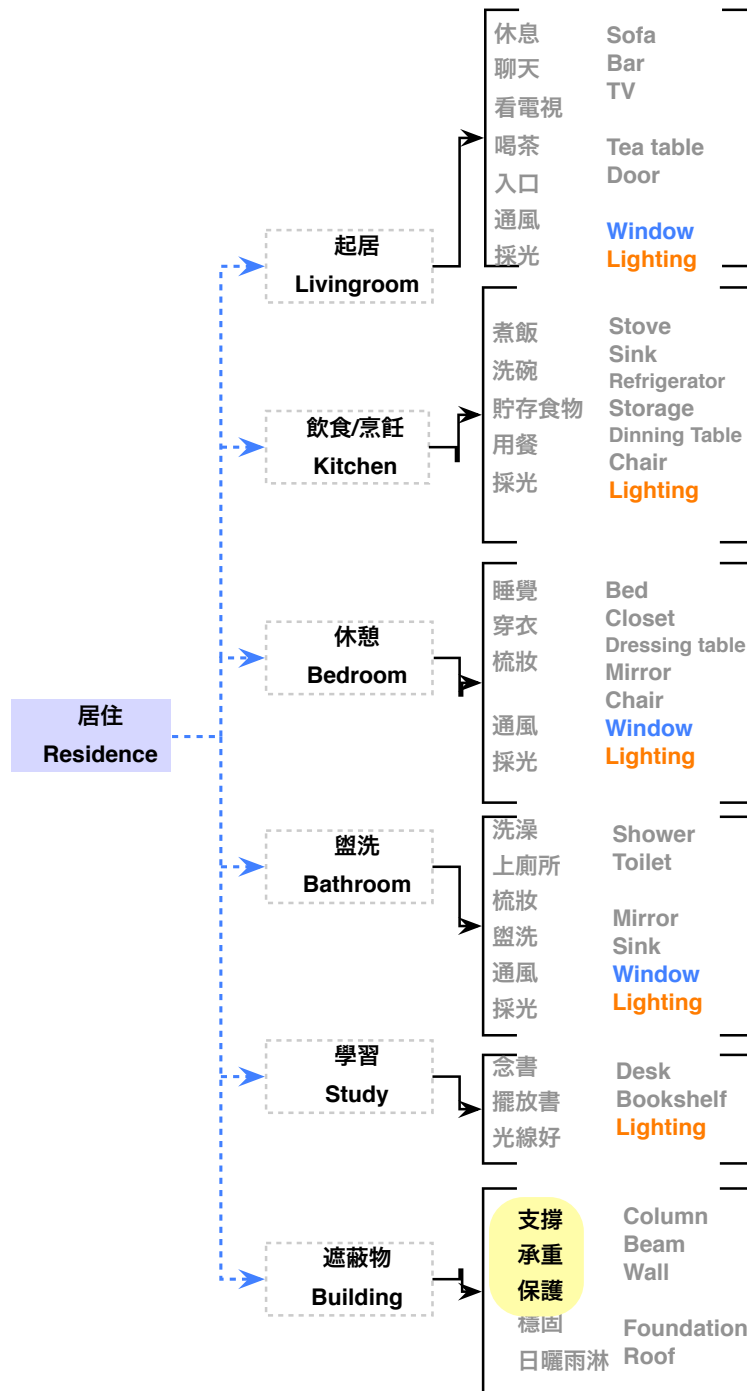 居住
Residence
起居
Livingroom
休息
聊天
看電視
喝茶
入口
通風
採光
Sofa
Bar
TV
Tea table
Door
Window
Lighting
飲食/烹飪
Kitchen
煮飯
洗碗
貯存食物
用餐
採光
Stove
Sink
Refrigerator
Storage
Dinning Table
Chair
Lighting
休憩
Bedroom
睡覺
穿衣
梳妝
通風
採光
Bed
Closet
Dressing table
Mirror
Chair
Window
Lighting
盥洗
Bathroom
洗澡
上廁所
梳妝
盥洗
通風
採光
Shower
Toilet
Mirror
Sink
Window
Lighting
學習
Study
念書
擺放書
光線好
Desk
Bookshelf
Lighting
遮蔽物
Building
支撐
承重
保護
穩固
日曬雨淋
Column
Beam
Wall
Foundation
Roof